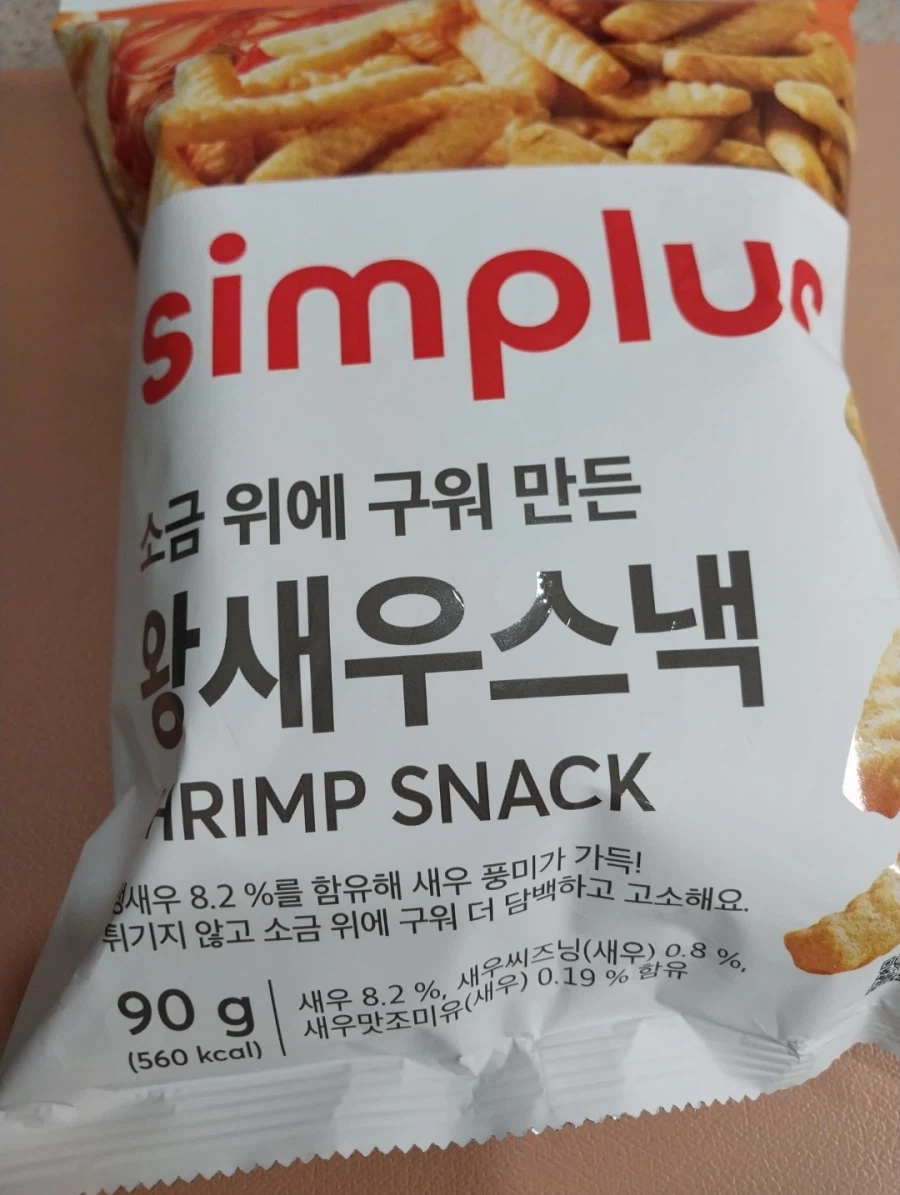 simplus
소금 위에 구워 만든
왕새우스낵
SHRIMP SNACK
생새우 8.2 %를 함유해 새우 풍미가 가득!
튀기지 않고 소금 위에 구워 더 담백하고 고소해요.
90 g
(560 kcal)
새우 8.2 %, 새우씨즈닝(새우) 0.8 %,
새우맛조미유(새우) 0.19 % 함유